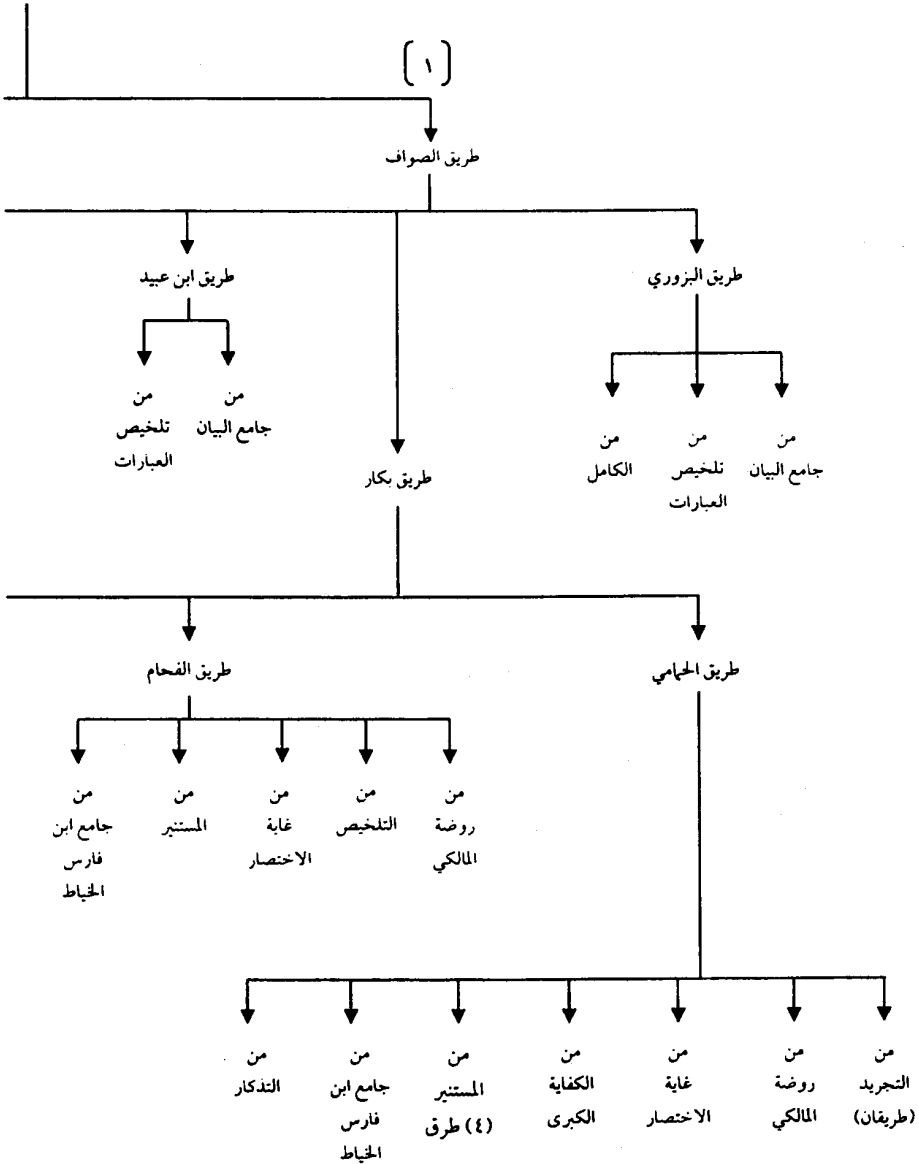 [١]
طريق الصواف
طريق البزوري
من
جامع البيان
من
تلخيص
العبارات
من
الكامل
طريق بكار
طريق ابن عبيد
من
جامع البيان
من
تلخيص
العبارات
طريق الحمامي
من
التجريد
(طريقان)
من
روضة
المالكي
من
غاية
الاختصار
من
الكفاية
الكبرى
من
المستنير
(٤) طرق
من
جامع ابن
فارس
الخياط
من
التذكار
طريق الفحام
من
روضة
المالكي
من
التلخيص
من
غابة
الاختصار
من
المستنير
من
جامع ابن
فارس
الخياط